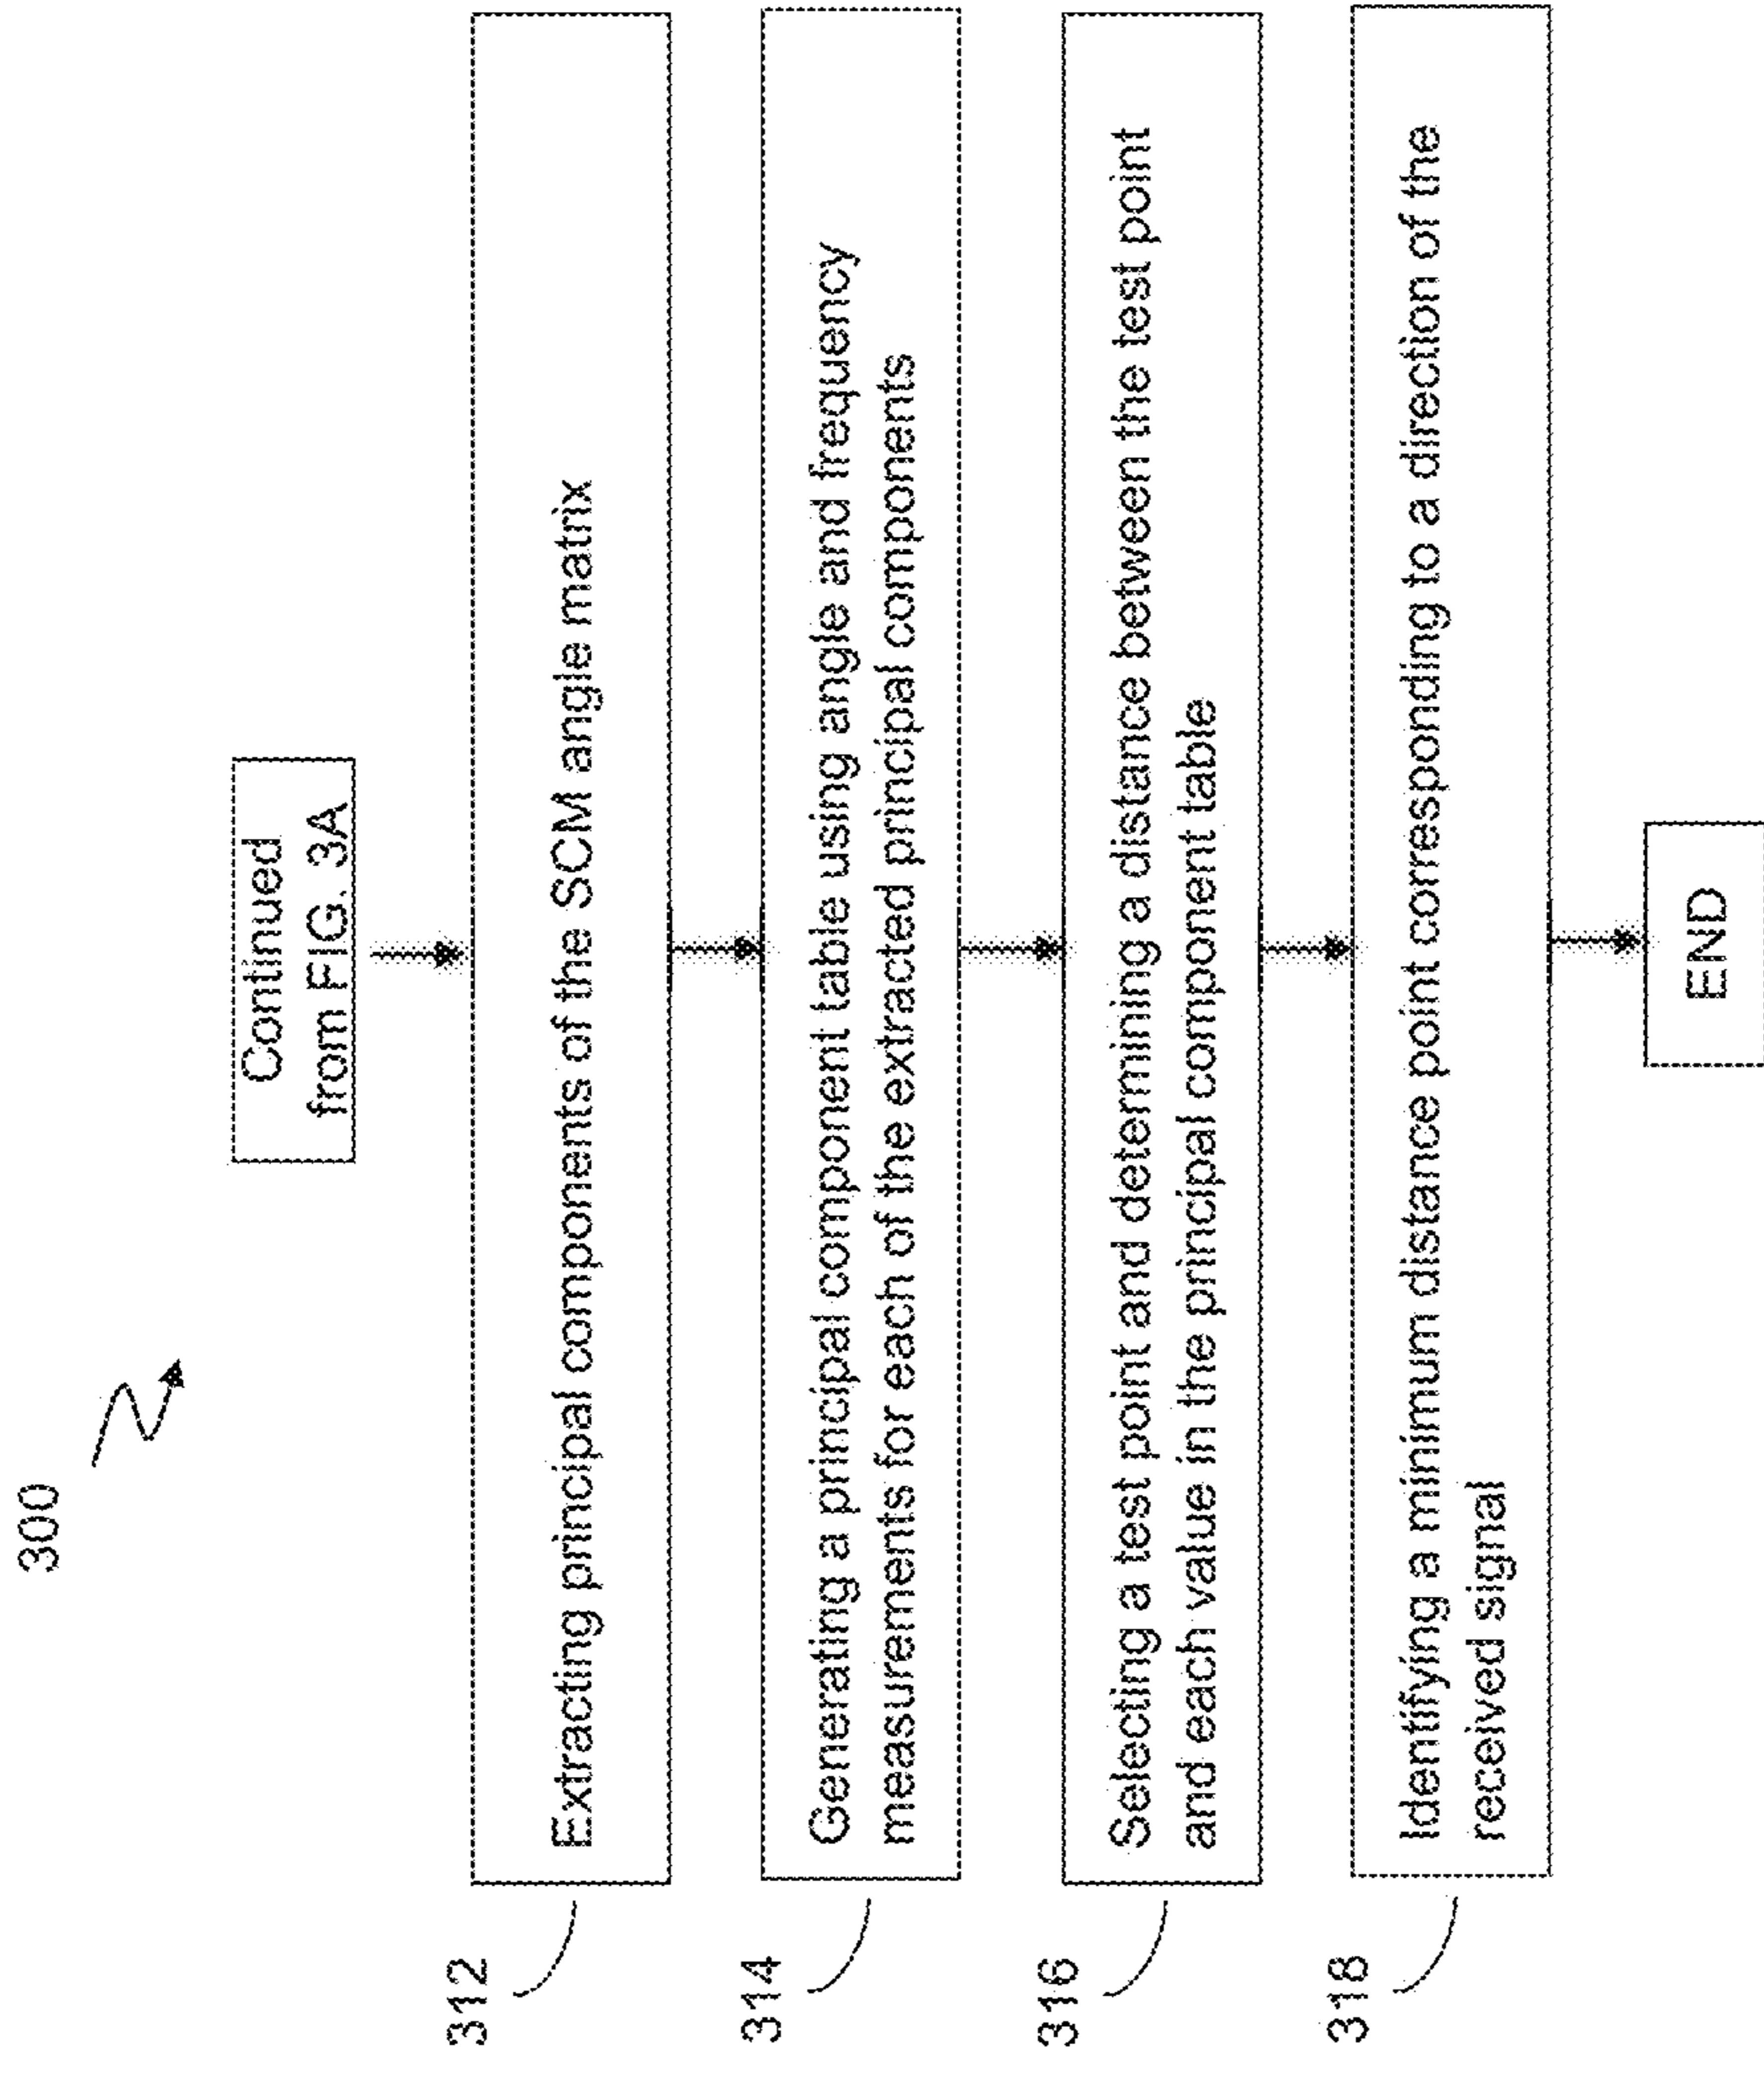 300
Continued
from FIG. 3A
312
Extracting principal components of the SCM angle matrix
314
Generating a principal component table using angle and frequency
measurements for each of the extracted principal components
316
Selecting a test point and determining a distance between the test point
and each value in the principal component table
318
Identifying a minimum distance point corresponding to a direction of the
received signal
END